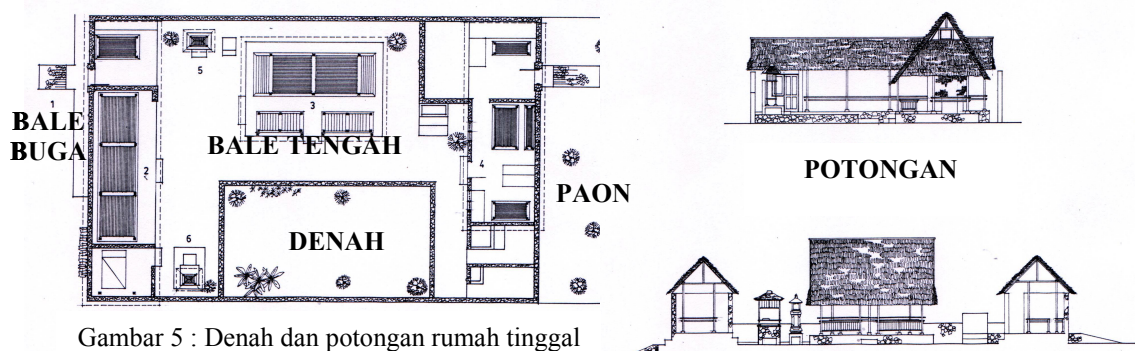 5
1
3
BALE
BUGA
2
BALE TENGAH
4
PAON
DENAH
6
Gambar 5 : Denah dan potongan rumah tinggal
POTONGAN